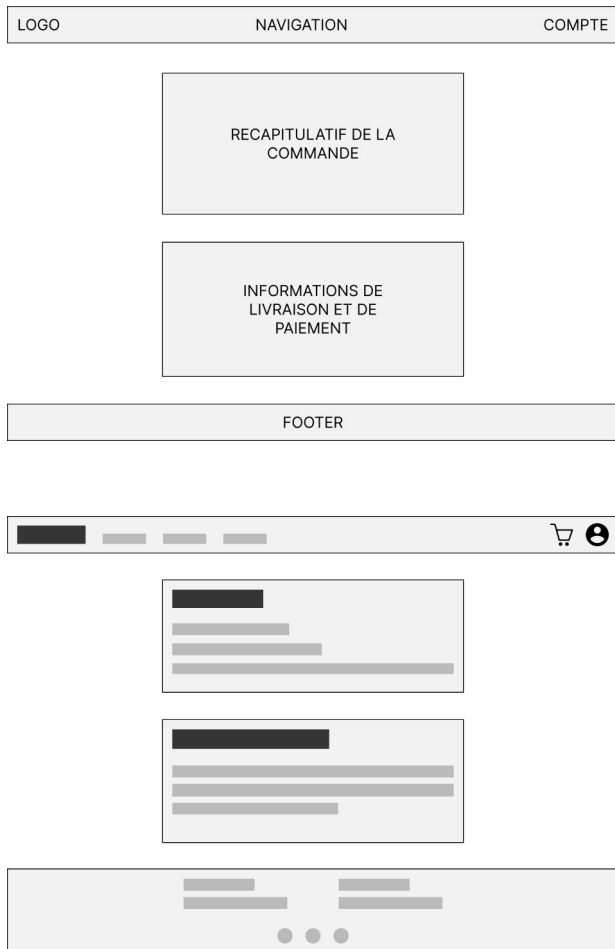 LOGO NAVIGATION COMPTE
RECAPITULATIF DE LA
COMMANDE
INFORMATIONS DE
LIVRAISON ET DE
PAIEMENT
FOOTER